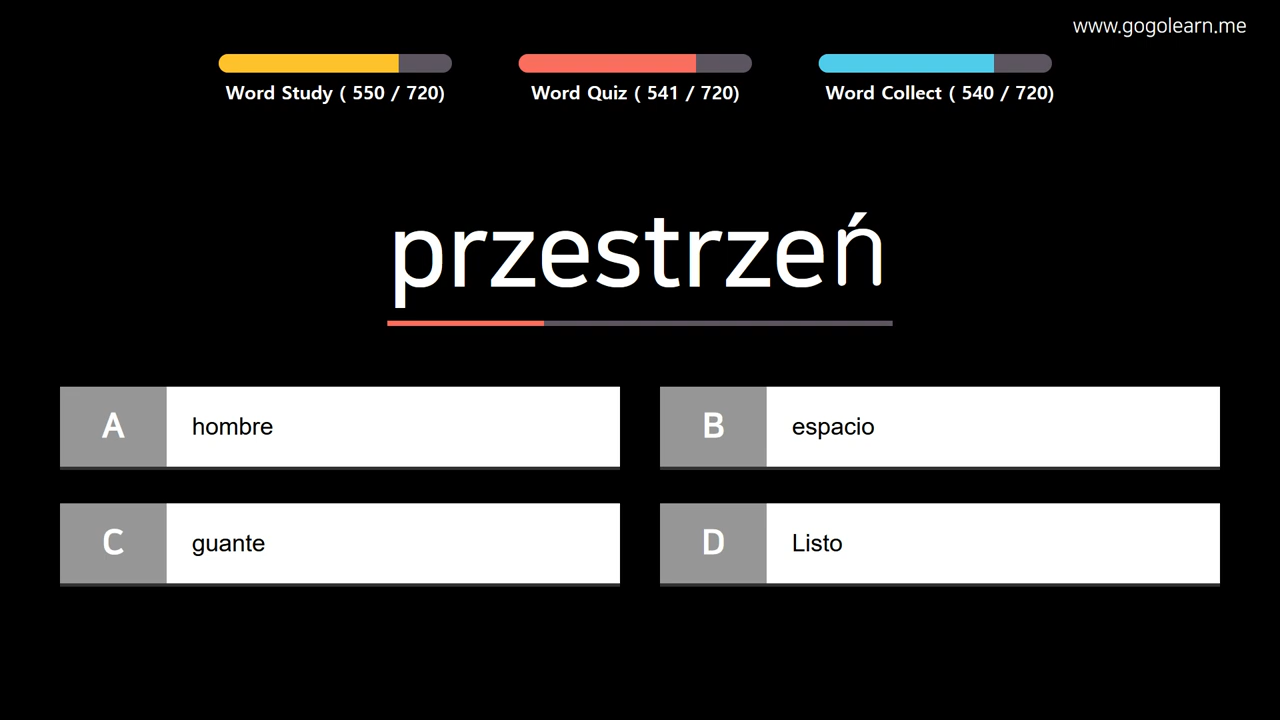 www.gogolearn.me
Word Study ( 550 / 720)
Word Quiz ( 541 / 720)
Word Collect ( 540 / 720)
przestrzeń
A hombre
B espacio
C guante
D Listo